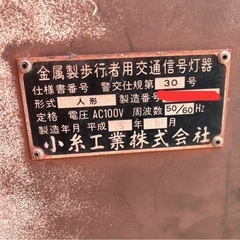 金属製歩行者用交通信号灯器
仕様書番号 警交仕規第 30 号
形式 人形 製造番号
定格 電圧 AC100V 周波数 50/60 Hz
製造年月 平成 年 月
小糸工業株式会社